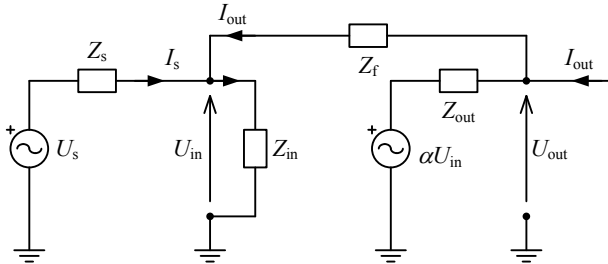 I_out
Z_s
I_s
Z_f
I_out
Z_out
+
U_s
U_in
Z_in
+
αU_in
U_out